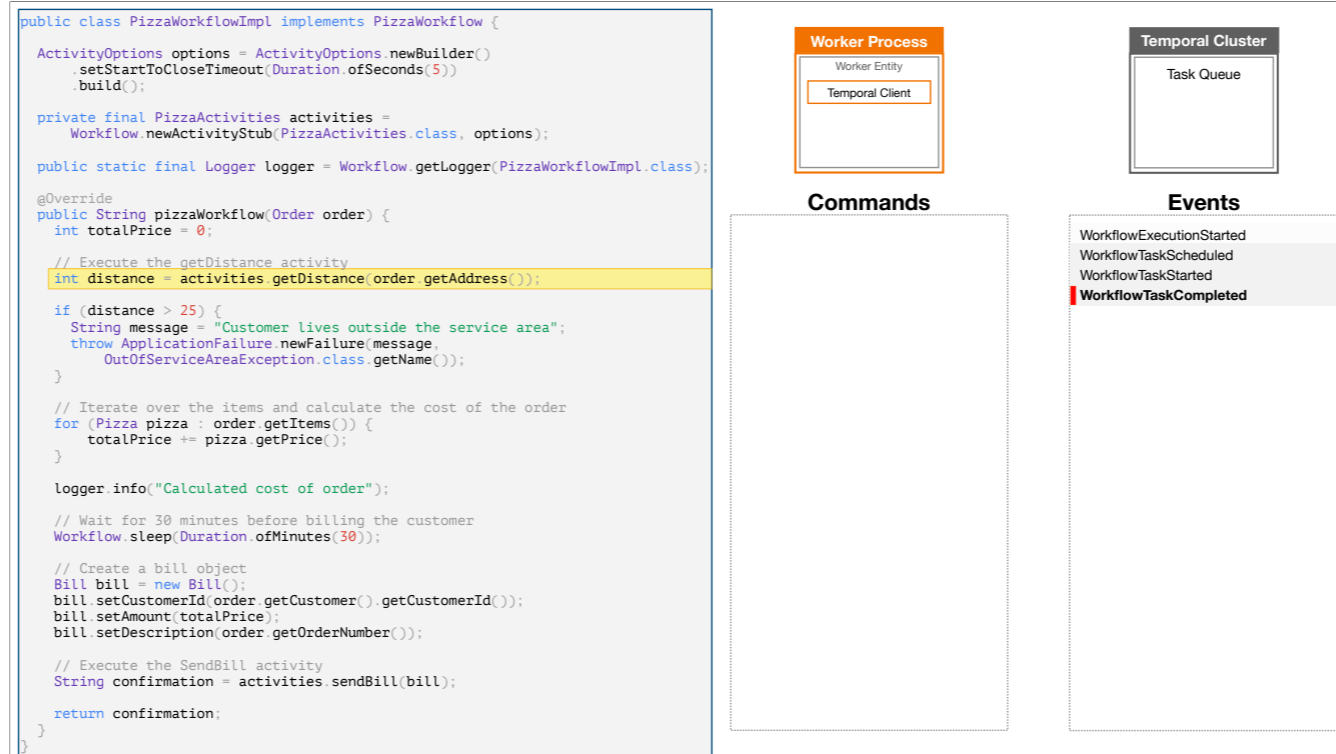 public class PizzaWorkflowImpl implements PizzaWorkflow {
ActivityOptions options = ActivityOptions.newBuilder()
.setStartToCloseTimeout(Duration.ofSeconds(5))
.build();
private final PizzaActivities activities =
Workflow.newActivityStub(PizzaActivities.class, options);
public static final Logger logger = Workflow.getLogger(PizzaWorkflowImpl.class);
@Override
public String pizzaWorkflow(Order order) {
int totalPrice = 0;
// Execute the getDistance activity
int distance = activities.getDistance(order.getAddress());
if (distance > 25) {
String message = "Customer lives outside the service area";
throw ApplicationFailure.newFailure(message,
OutOfServiceAreaException.class.getName());
}
// Iterate over the items and calculate the cost of the order
for (Pizza pizza : order.getItems()) {
totalPrice += pizza.getPrice();
}
logger.info("Calculated cost of order");
// Wait for 30 minutes before billing the customer
Workflow.sleep(Duration.ofMinutes(30));
// Create a bill object
Bill bill = new Bill();
bill.setCustomerId(order.getCustomer().getCustomerId());
bill.setAmount(totalPrice);
bill.setDescription(order.getOrderNumber());
// Execute the SendBill activity
String confirmation = activities.sendBill(bill);
return confirmation;
}
}
Worker Process
Worker Entity
Temporal Client
Temporal Cluster
Task Queue
Commands
Events
WorkflowExecutionStarted
WorkflowTaskScheduled
WorkflowTaskStarted
WorkflowTaskCompleted